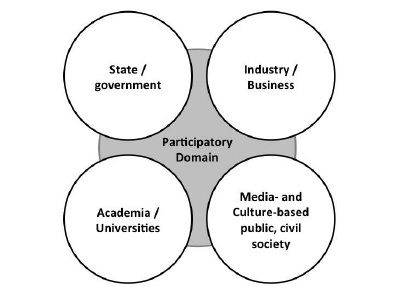 State /
government
Industry /
Business
Participatory
Domain
Academia /
Universities
Media- and
Culture-based
public, civil
society